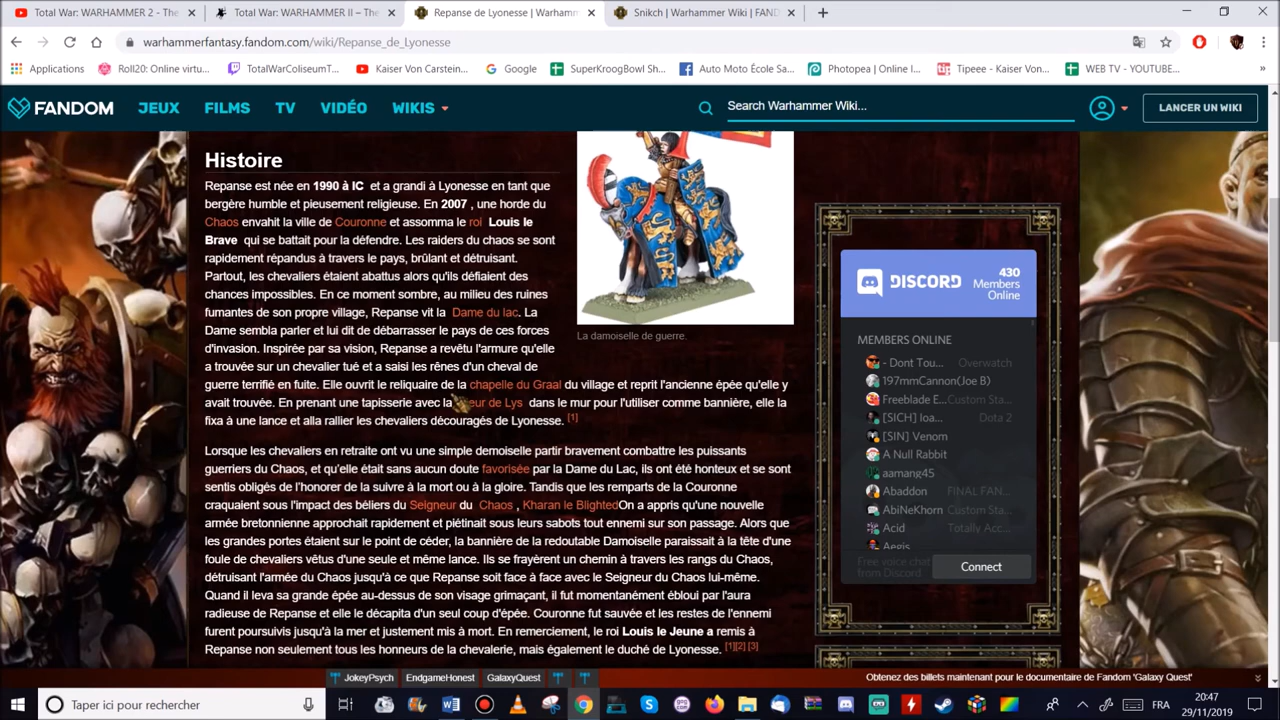 Total War: WARHAMMER 2 - The
Total War: WARHAMMER II – The
Repanse de Lyonesse | Warhamm
Snikch | Warhammer Wiki | FAND
warhammerfantasy.fandom.com/wiki/Repanse_de_Lyonesse
Applications
Roll20: Online virtu...
TotalWarColiseumT...
Kaiser Von Carstein...
Google
SuperKroogBowl Sh...
Auto Moto École Sa...
Photopea | Online I...
Tipeee - Kaiser Von...
WEB TV - YOUTUBE...
FANDOM
JEUX
FILMS
TV
VIDÉO
WIKIS
Search Warhammer Wiki...
LANCER UN WIKI
Histoire
Repanse est née en 1990 à IC et a grandi à Lyonesse en tant que
bergère humble et pieusement religieuse. En 2007 , une horde du
Chaos envahit la ville de Couronne et assomma le roi Louis le
Brave qui se battait pour la défendre. Les raiders du chaos se sont
rapidement répandus à travers le pays, brûlant et détruisant.
Partout, les chevaliers étaient abattus alors qu'ils défiaient des
chances impossibles. En ce moment sombre, au milieu des ruines
fumantes de son propre village, Repanse vit la Dame du lac. La
Dame sembla parler et lui dit de débarrasser le pays de ces forces
d'invasion. Inspirée par sa vision, Repanse a revêtu l'armure qu'elle
a trouvée sur un chevalier tué et a saisi les rênes d'un cheval de
guerre terrifié en fuite. Elle ouvrit le reliquaire de la chapelle du Graal du village et reprit l'ancienne épée qu'elle y
avait trouvée. En prenant une tapisserie avec la eur de Lys dans le mur pour l'utiliser comme bannière, elle la
fixa à une lance et alla rallier les chevaliers découragés de Lyonesse. [1]
La damoiselle de guerre.
Lorsque les chevaliers en retraite ont vu une simple demoiselle partir bravement combattre les puissants
guerriers du Chaos, et qu'elle était sans aucun doute favorisée par la Dame du Lac, ils ont été honteux et se sont
sentis obligés de l'honorer de la suivre à la mort ou à la gloire. Tandis que les remparts de la Couronne
craquaient sous l'impact des béliers du Seigneur du Chaos , Kharan le BlightedOn a appris qu'une nouvelle
armée bretonnienne approchait rapidement et piétinait sous leurs sabots tout ennemi sur son passage. Alors que
les grandes portes étaient sur le point de céder, la bannière de la redoutable Damoiselle paraissait à la tête d'une
foule de chevaliers vêtus d'une seule et même lance. Ils se frayèrent un chemin à travers les rangs du Chaos,
détruisant l'armée du Chaos jusqu'à ce que Repanse soit face à face avec le Seigneur du Chaos lui-même.
Quand il leva sa grande épée au-dessus de son visage grimaçant, il fut momentanément ébloui par l'aura
radieuse de Repanse et elle le décapita d'un seul coup d'épée. Couronne fut sauvée et les restes de l'ennemi
furent poursuivis jusqu'à la mer et justement mis à mort. En remerciement, le roi Louis le Jeune a remis à
Repanse non seulement tous les honneurs de la chevalerie, mais également le duché de Lyonesse. [1][2] [3]
DISCORD
430
Members
Online
MEMBERS ONLINE
- Dont Tou... Overwatch
197mmCannon(Joe B)
Freeblade E... Custom Sta...
[SICH] Ioa... Dota 2
[SIN] Venom
A Null Rabbit
aamang45
Abaddon FINAL FAN...
AbiNeKhorn Custom Sta...
Acid Totally Acc...
Aegis
Free voice chat
from Discord
Connect
JokeyPsych
EndgameHonest
GalaxyQuest
Obtenez des billets maintenant pour le documentaire de Fandom 'Galaxy Quest'
Taper ici pour rechercher
FRA
20:47
29/11/2019